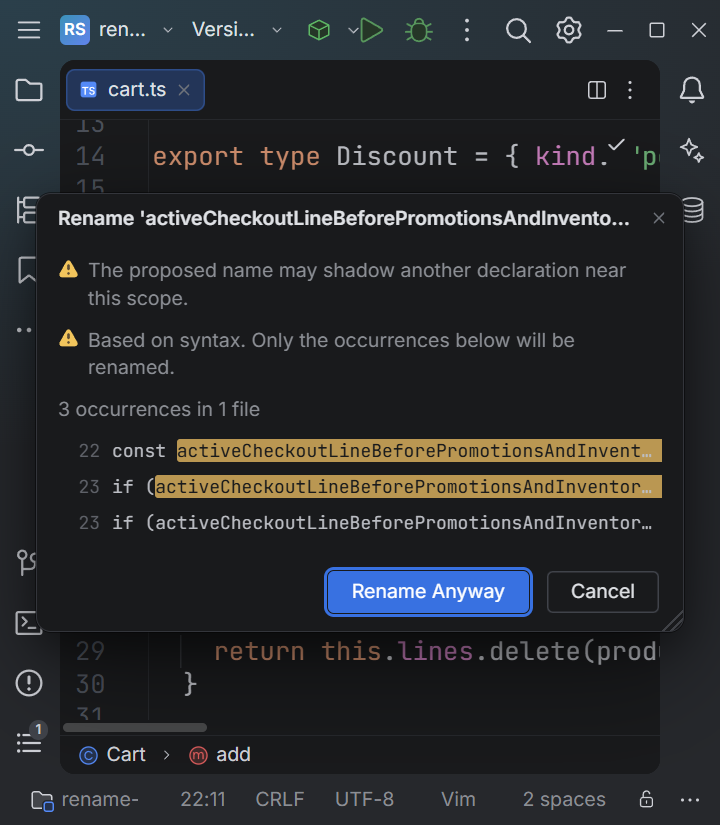 RS ren... Versi...
TS cart.ts
13
14 export type Discount = { kind: 'p
15
Rename 'activeCheckoutLineBeforePromotionsAndInvento...
The proposed name may shadow another declaration near
this scope.
Based on syntax. Only the occurrences below will be
renamed.
3 occurrences in 1 file
22 const activeCheckoutLineBeforePromotionsAndInvent…
23 if (activeCheckoutLineBeforePromotionsAndInventor…
23 if (activeCheckoutLineBeforePromotionsAndInventor…
Rename Anyway Cancel
29 return this.lines.delete(prod
30 }
31
1
C Cart > m add
rename- 22:11 CRLF UTF-8 Vim 2 spaces